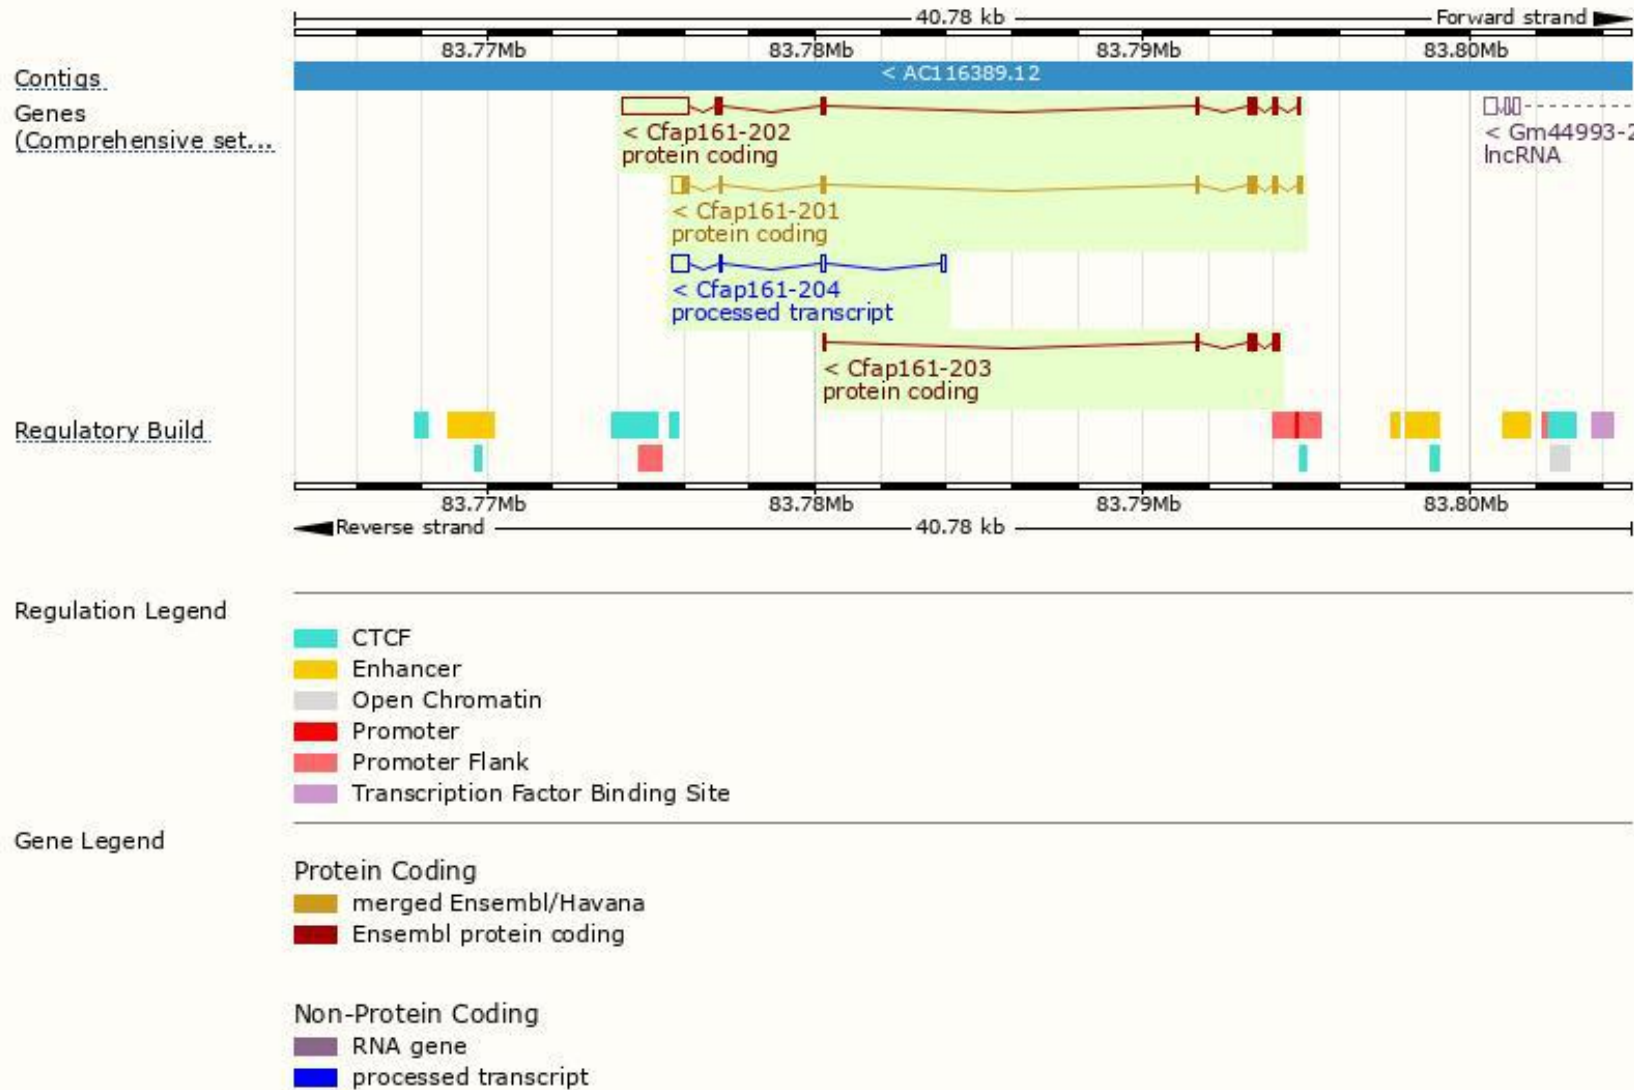 40.78 kb Forward strand
83.77Mb 83.78Mb 83.79Mb 83.80Mb
Contigs < AC116389.12
Genes
(Comprehensive set...
< Cfap161-202 < Gm44993-2
protein coding lncRNA
< Cfap161-201
protein coding
< Cfap161-204
processed transcript
< Cfap161-203
protein coding
Regulatory Build
83.77Mb 83.78Mb 83.79Mb 83.80Mb
Reverse strand 40.78 kb
Regulation Legend
CTCF
Enhancer
Open Chromatin
Promoter
Promoter Flank
Transcription Factor Binding Site
Gene Legend
Protein Coding
merged Ensembl/Havana
Ensembl protein coding
Non-Protein Coding
RNA gene
processed transcript